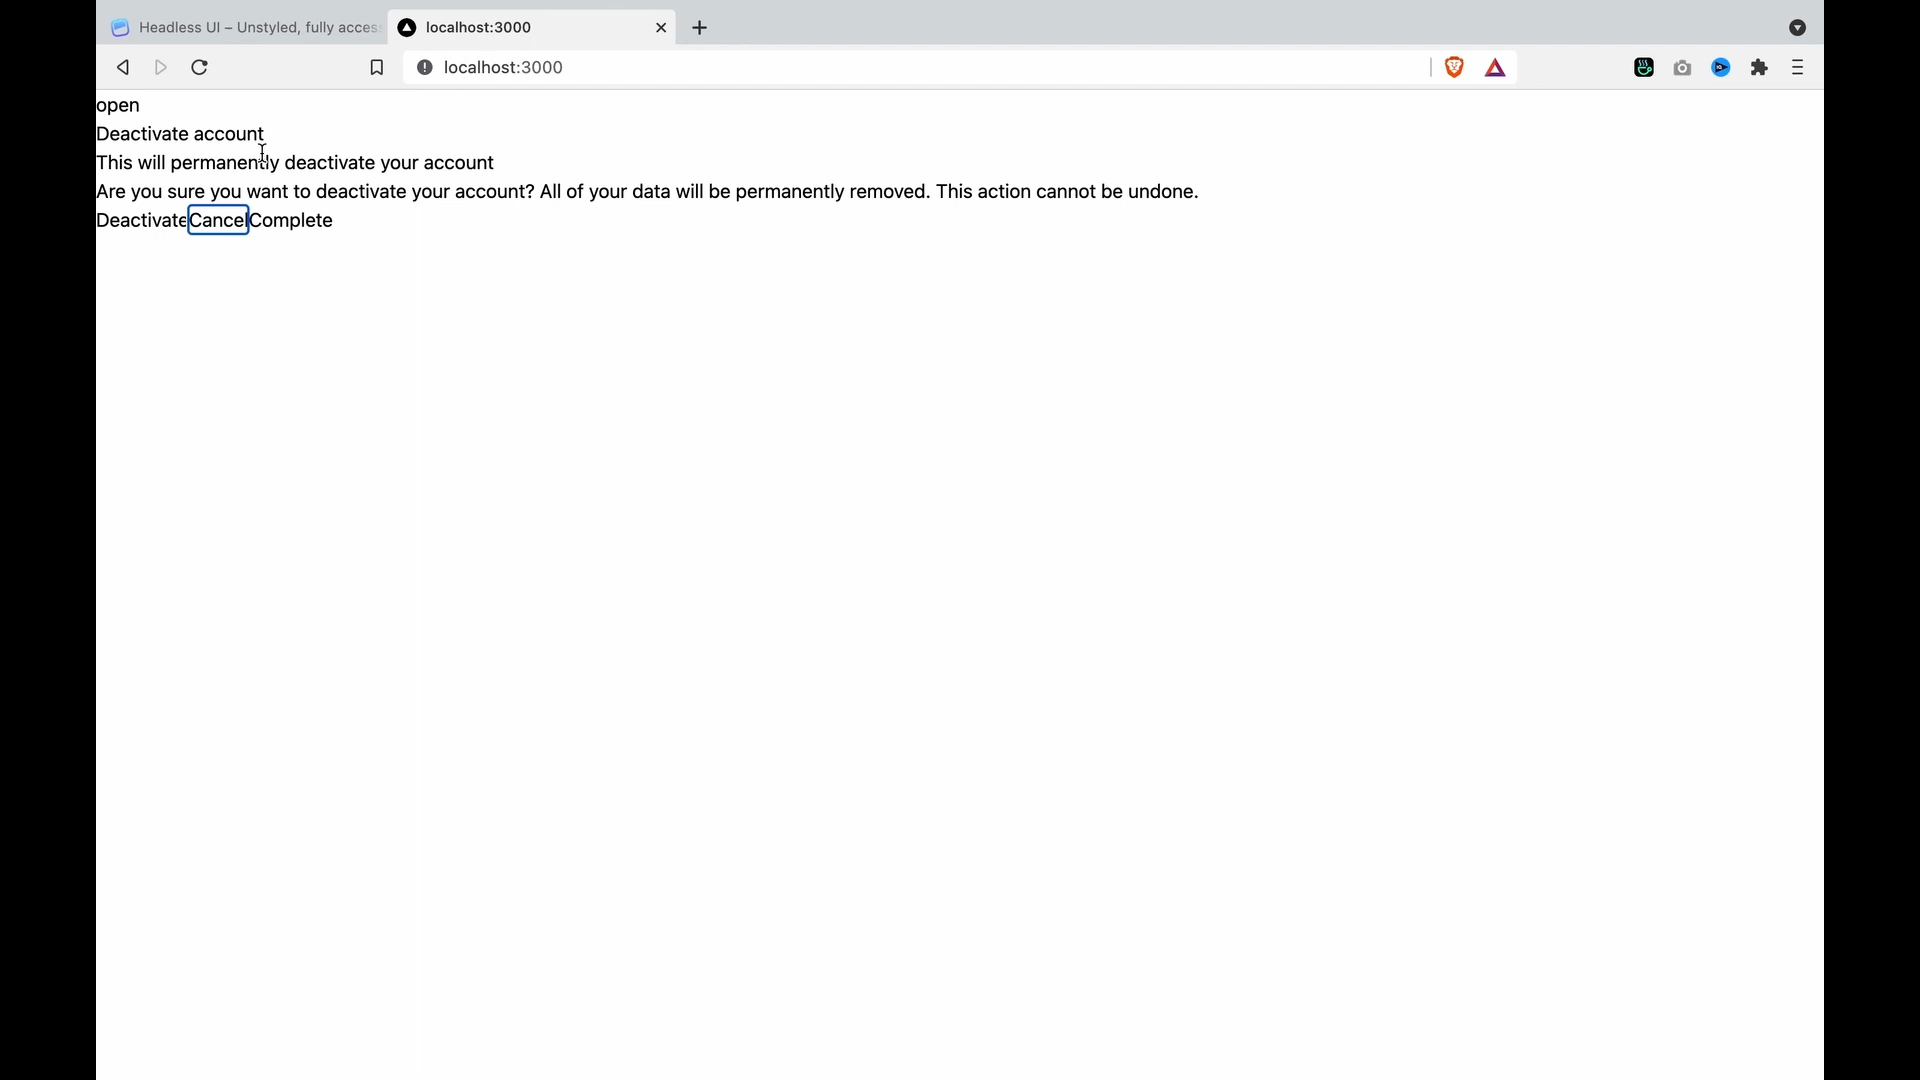 Headless UI – Unstyled, fully acces
localhost:3000
localhost:3000
open
Deactivate account
This will permanently deactivate your account
Are you sure you want to deactivate your account? All of your data will be permanently removed. This action cannot be undone.
DeactivateCancelComplete